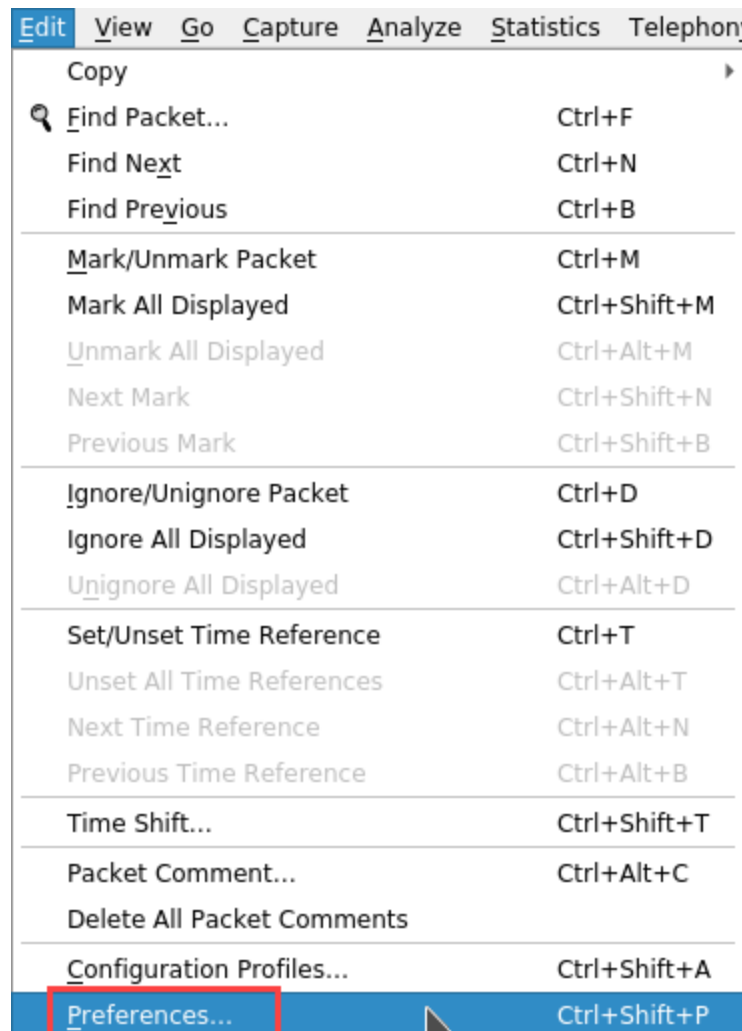 Edit View Go Capture Analyze Statistics Telephony
Copy
Find Packet... Ctrl+F
Find Next Ctrl+N
Find Previous Ctrl+B
Mark/Unmark Packet Ctrl+M
Mark All Displayed Ctrl+Shift+M
Unmark All Displayed Ctrl+Alt+M
Next Mark Ctrl+Shift+N
Previous Mark Ctrl+Shift+B
Ignore/Unignore Packet Ctrl+D
Ignore All Displayed Ctrl+Shift+D
Unignore All Displayed Ctrl+Alt+D
Set/Unset Time Reference Ctrl+T
Unset All Time References Ctrl+Alt+T
Next Time Reference Ctrl+Alt+N
Previous Time Reference Ctrl+Alt+B
Time Shift... Ctrl+Shift+T
Packet Comment... Ctrl+Alt+C
Delete All Packet Comments
Configuration Profiles... Ctrl+Shift+A
Preferences... Ctrl+Shift+P